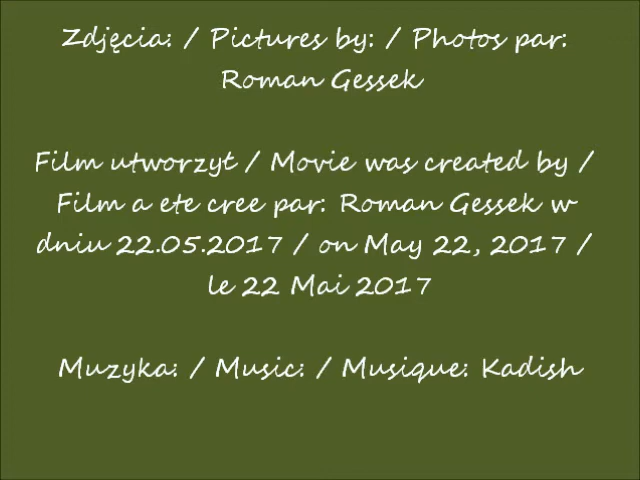 Zdjęcia: / Pictures by: / Photos par:
Roman Gessek
Film utworzył / Movie was created by /
Film a ete cree par: Roman Gessek w
dniu 22.05.2017 / on May 22, 2017 /
le 22 Mai 2017
Muzyka: / Music: / Musique: Kadish